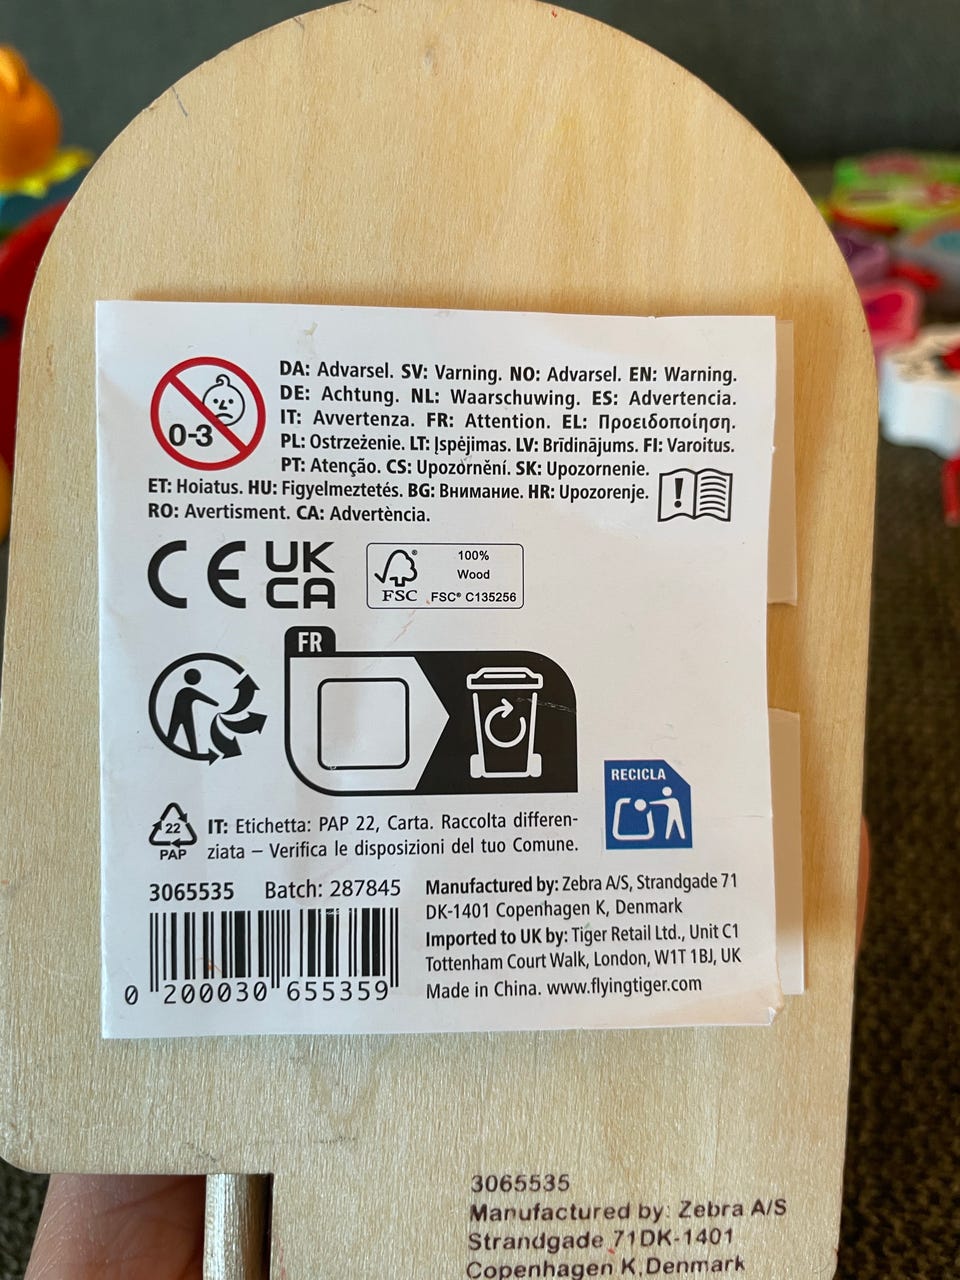 0-3
DA: Advarsel. SV: Varning. NO: Advarsel. EN: Warning.
DE: Achtung. NL: Waarschuwing. ES: Advertencia.
IT: Avvertenza. FR: Attention. EL: Προειδοποίηση.
PL: Ostrzeżenie. LT: Įspėjimas. LV: Brīdinājums. FI: Varoitus.
PT: Atenção. CS: Upozornění. SK: Upozornenie.
ET: Hoiatus. HU: Figyelmeztetés. BG: Внимание. HR: Upozorenje.
RO: Avertisment. CA: Advertència.
CE UK
CA
FSC®
100%
Wood
FSC® C135256
FR
RECICLA
22
PAP
IT: Etichetta: PAP 22, Carta. Raccolta differen-
ziata – Verifica le disposizioni del tuo Comune.
3065535 Batch: 287845
0 200030 655359
Manufactured by: Zebra A/S, Strandgade 71
DK-1401 Copenhagen K, Denmark
Imported to UK by: Tiger Retail Ltd., Unit C1
Tottenham Court Walk, London, W1T 1BJ, UK
Made in China. www.flyingtiger.com
3065535
Manufactured by: Zebra A/S
Strandgade 71DK-1401
Copenhagen K,Denmark